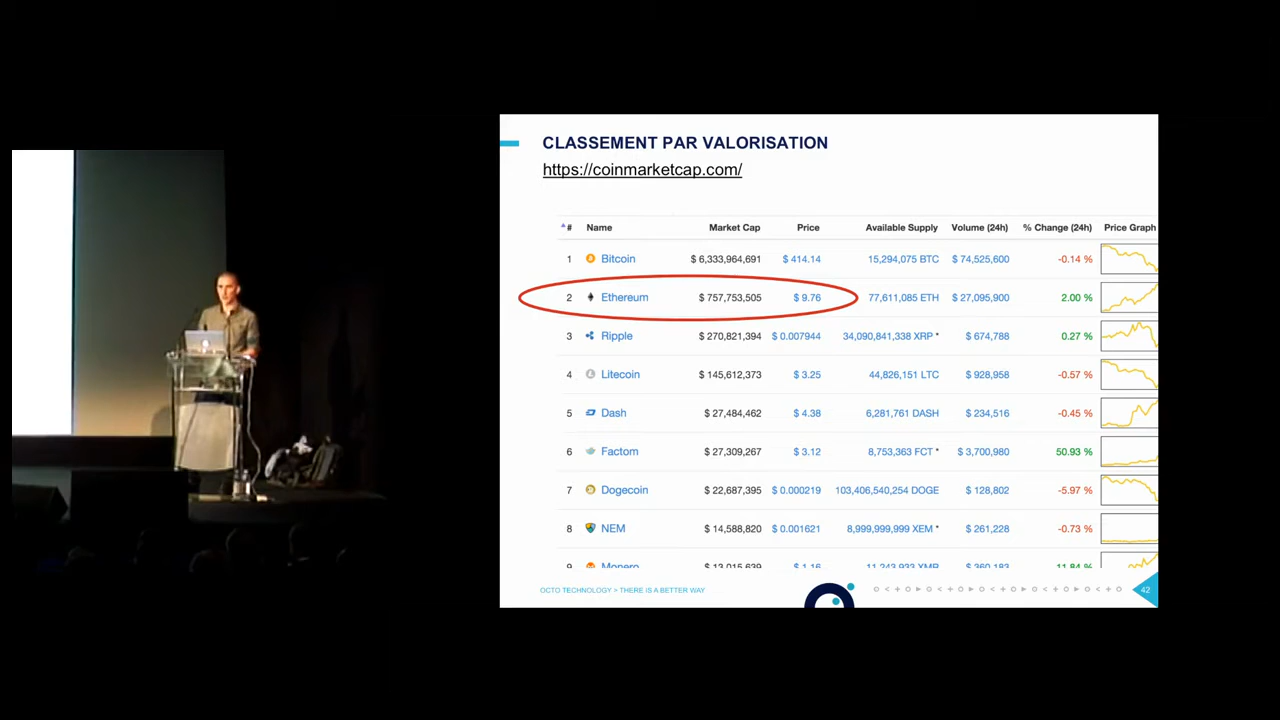 CLASSEMENT PAR VALORISATION
https://coinmarketcap.com/
# Name Market Cap Price Available Supply Volume (24h) % Change (24h) Price Graph
1 Bitcoin $ 6,333,964,691 $ 414.14 15,294,075 BTC $ 74,525,600 -0.14 %
2 Ethereum $ 757,753,505 $ 9.76 77,611,085 ETH $ 27,095,900 2.00 %
3 Ripple $ 270,821,394 $ 0.007944 34,090,841,338 XRP * $ 674,788 0.27 %
4 Litecoin $ 145,612,373 $ 3.25 44,826,151 LTC $ 928,958 -0.57 %
5 Dash $ 27,484,462 $ 4.38 6,281,761 DASH $ 234,516 -0.45 %
6 Factom $ 27,309,267 $ 3.12 8,753,363 FCT * $ 3,700,980 50.93 %
7 Dogecoin $ 22,687,395 $ 0.000219 103,406,540,254 DOGE $ 128,802 -5.97 %
8 NEM $ 14,588,820 $ 0.001621 8,999,999,999 XEM * $ 261,228 -0.73 %
9 Monero $ 13,015,639 $ 1.16 11,243,933 XMR $ 360,183 11.84 %
OCTO TECHNOLOGY > THERE IS A BETTER WAY
42